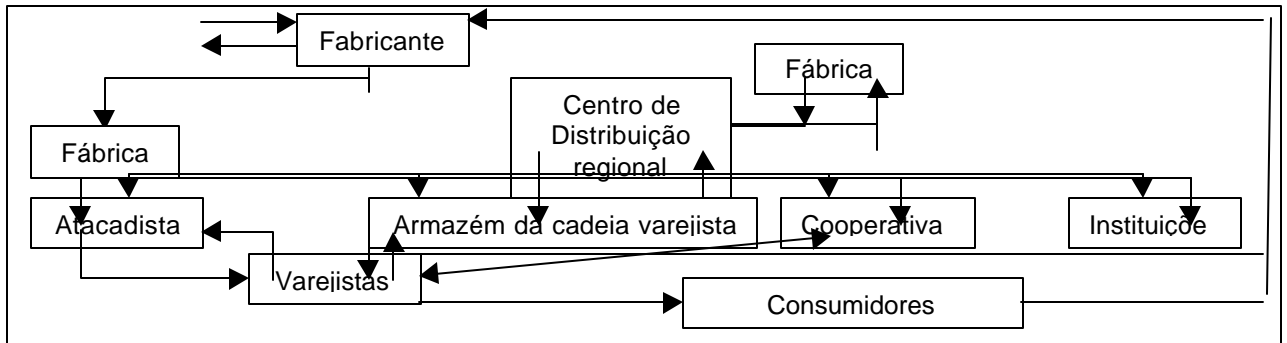 Fabricante
Fábrica
Centro de
Distribuição
regional
Fábrica
Atacadista
Armazém da cadeia varejista
Cooperativa
Instituiçõe
Varejistas
Consumidores